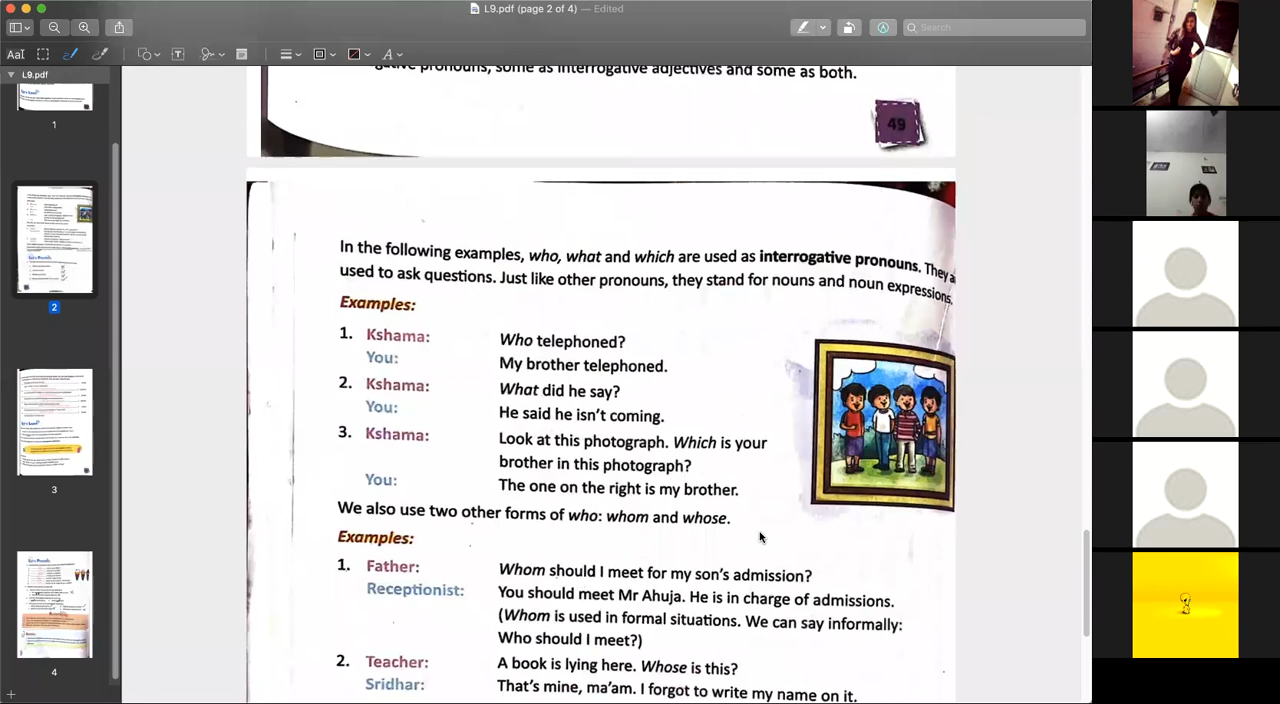 L9.pdf (page 2 of 4) — Edited
Search
AaI
T
A
L9.pdf
1
2
3
4
pronouns, some as interrogative adjectives and some as both.
49
In the following examples, who, what and which are used as interrogative pronouns. They a
used to ask questions. Just like other pronouns, they stand for nouns and noun expressions.
Examples:
1. Kshama: Who telephoned?
You: My brother telephoned.
2. Kshama: What did he say?
You: He said he isn't coming.
3. Kshama: Look at this photograph. Which is your
brother in this photograph?
You: The one on the right is my brother.
We also use two other forms of who: whom and whose.
Examples:
1. Father: Whom should I meet for my son's admission?
Receptionist: You should meet Mr Ahuja. He is in charge of admissions.
(Whom is used in formal situations. We can say informally:
Who should I meet?)
2. Teacher: A book is lying here. Whose is this?
Sridhar: That's mine, ma'am. I forgot to write my name on it.